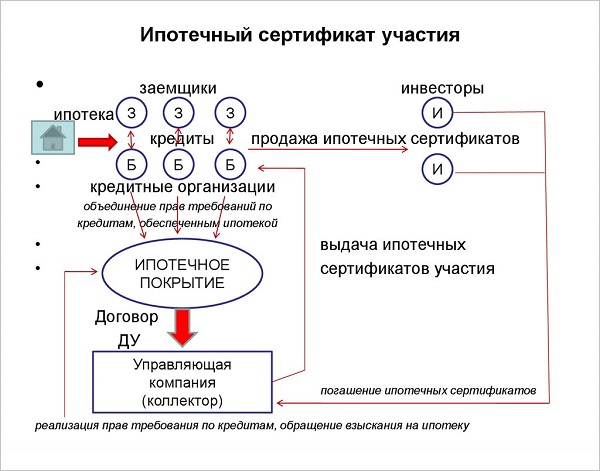 Ипотечный сертификат участия
заемщики
инвесторы
ипотека
З З З
И
кредиты
продажа ипотечных сертификатов
Б Б Б
И
кредитные организации
объединение прав требований по
кредитам, обеспеченным ипотекой
выдача ипотечных
сертификатов участия
ИПОТЕЧНОЕ
ПОКРЫТИЕ
Договор
ДУ
Управляющая
компания
(коллектор)
погашение ипотечных сертификатов
реализация прав требования по кредитам, обращение взыскания на ипотеку